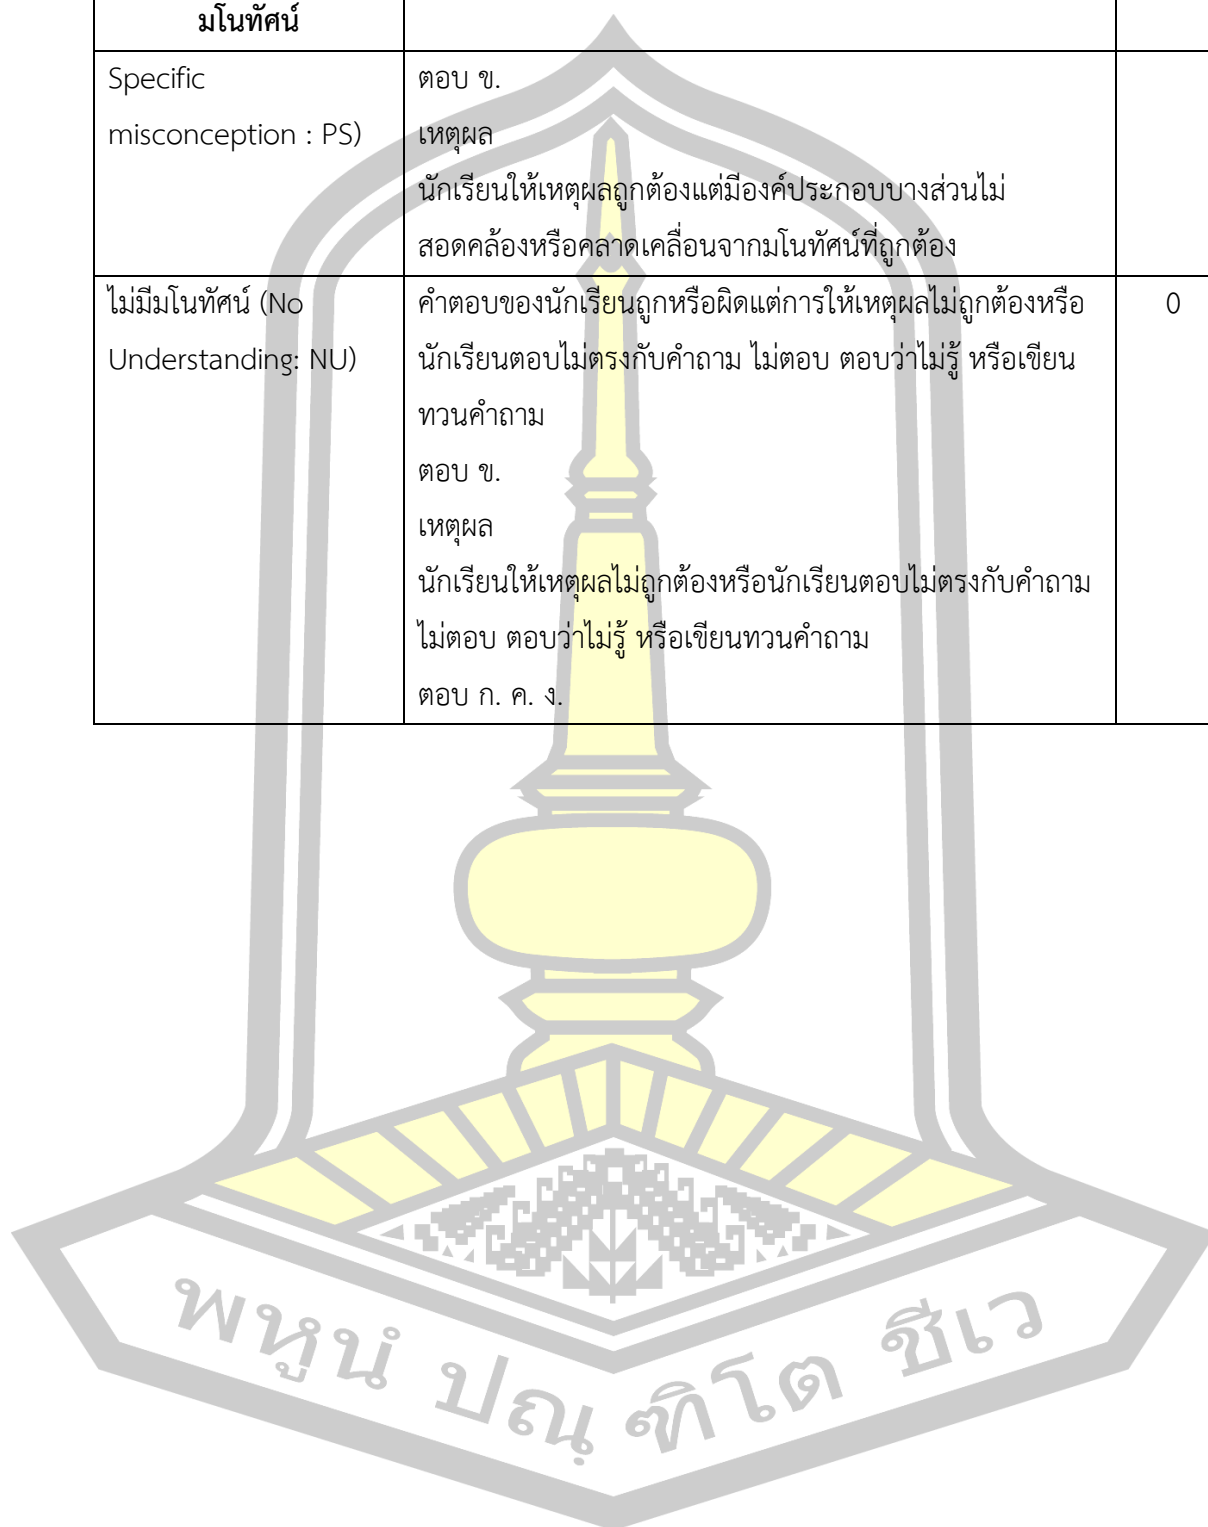 มโนทัศน์
Specific
misconception : PS)
ตอบ ข.
เหตุผล
นักเรียนให้เหตุผลถูกต้องแต่มีองค์ประกอบบางส่วนไม่
สอดคล้องหรือคลาดเคลื่อนจากมโนทัศน์ที่ถูกต้อง
ไม่มีมโนทัศน์ (No
Understanding: NU)
คำตอบของนักเรียนถูกหรือผิดแต่การให้เหตุผลไม่ถูกต้องหรือ
นักเรียนตอบไม่ตรงกับคำถาม ไม่ตอบ ตอบว่าไม่รู้ หรือเขียน
ทวนคำถาม
ตอบ ข.
เหตุผล
นักเรียนให้เหตุผลไม่ถูกต้องหรือนักเรียนตอบไม่ตรงกับคำถาม
ไม่ตอบ ตอบว่าไม่รู้ หรือเขียนทวนคำถาม
ตอบ ก. ค. ง.
0
พหูนํ ปณฺฑิโต ชีเว